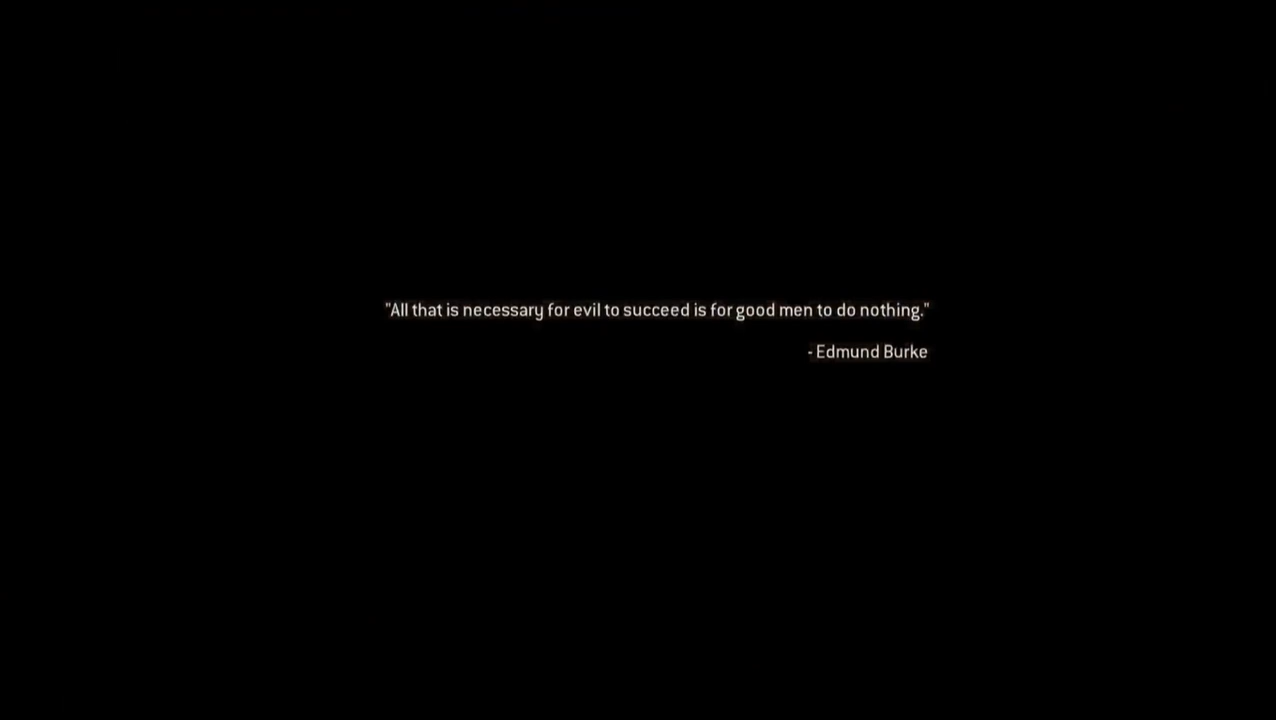 "All that is necessary for evil to succeed is for good men to do nothing."
- Edmund Burke